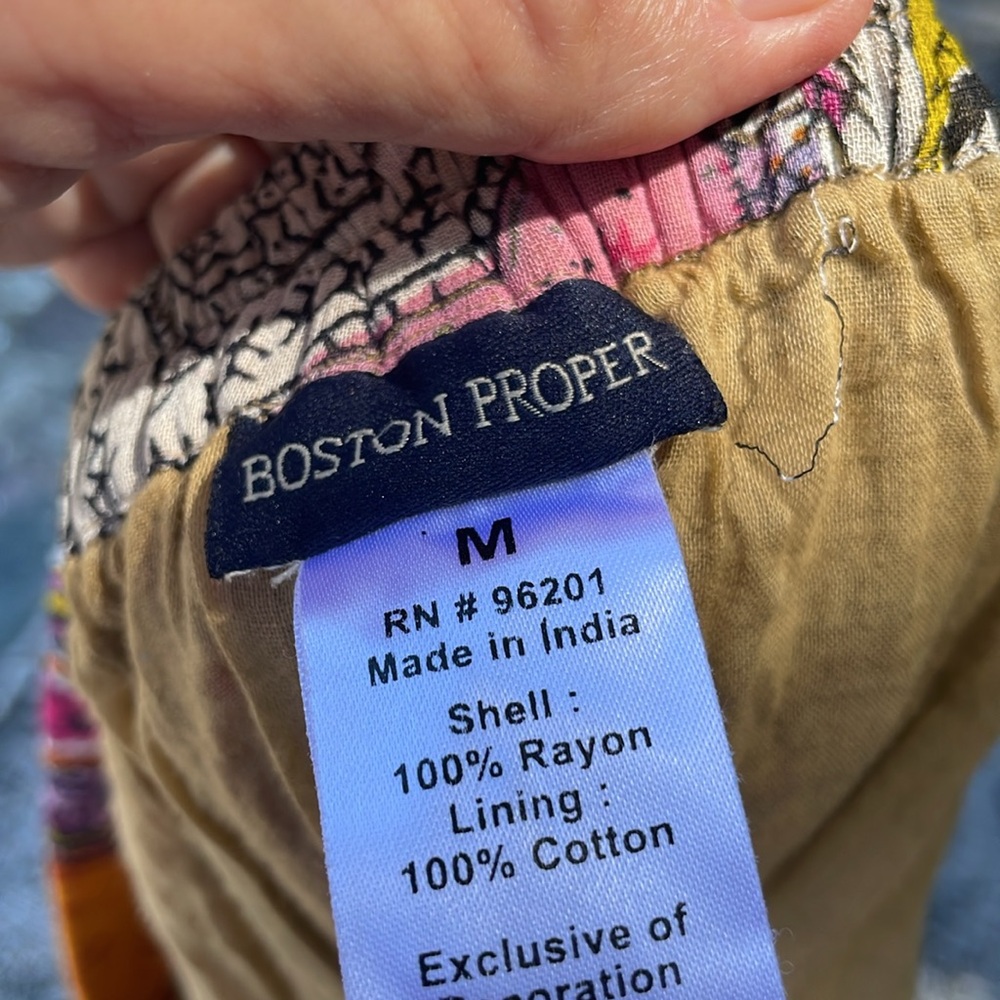 BOSTON PROPER
M
RN # 96201
Made in India
Shell :
100% Rayon
Lining :
100% Cotton
Exclusive of